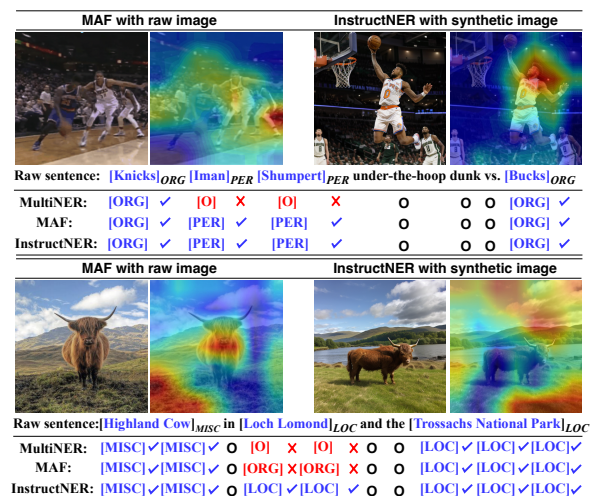 MAF with raw image InstructNER with synthetic image
Raw sentence: [Knicks]ORG [Iman]PER [Shumpert]PER under-the-hoop dunk vs. [Bucks]ORG
MultiNER: [ORG] ✓ [O] ✗ [O] ✗ O O O [ORG] ✓
MAF: [ORG] ✓ [PER] ✓ [PER] ✓ O O O [ORG] ✓
InstructNER: [ORG] ✓ [PER] ✓ [PER] ✓ O O O [ORG] ✓
MAF with raw image InstructNER with synthetic image
Raw sentence:[Highland Cow]MISC in [Loch Lomond]LOC and the [Trossachs National Park]LOC
MultiNER: [MISC] ✓ [MISC] ✓ O [O] ✗ [O] ✗ O O [LOC] ✓ [LOC] ✓ [LOC] ✓
MAF: [MISC] ✓ [MISC] ✓ O [ORG] ✗ [ORG] ✗ O O [LOC] ✓ [LOC] ✓ [LOC] ✓
InstructNER: [MISC] ✓ [MISC] ✓ O [LOC] ✓ [LOC] ✓ O O [LOC] ✓ [LOC] ✓ [LOC] ✓